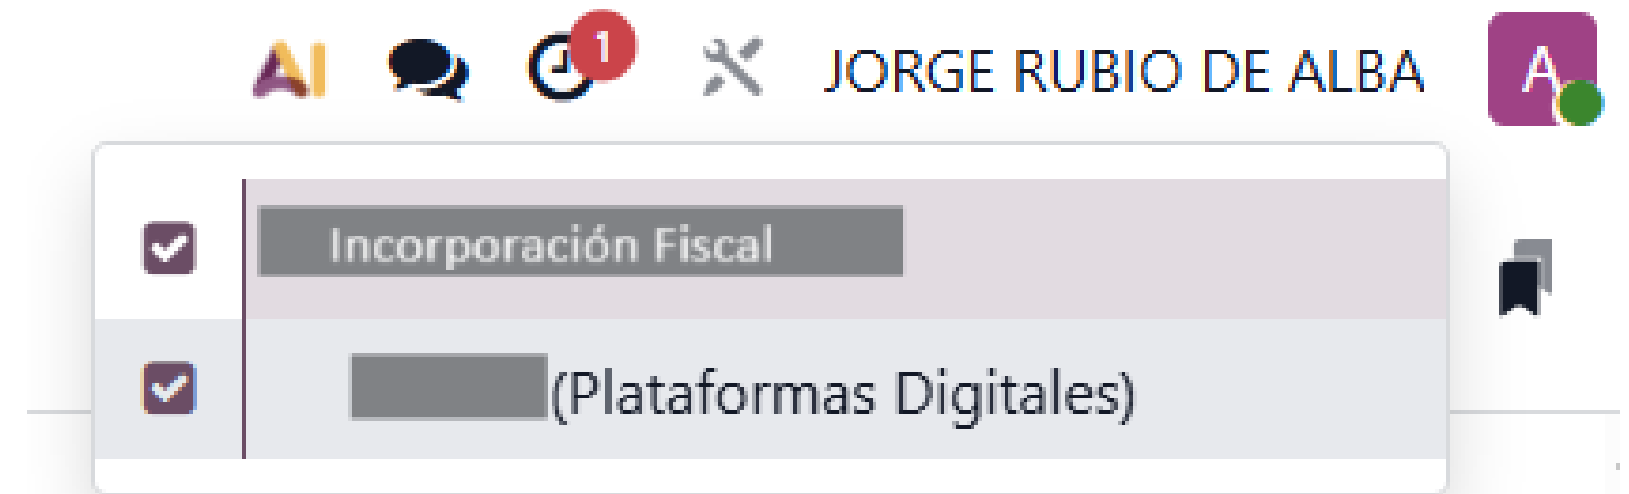 AI
1
JORGE RUBIO DE ALBA
A
Incorporación Fiscal
(Plataformas Digitales)